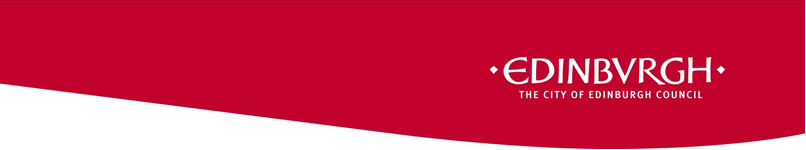 ·EDINBVRGH·
THE CITY OF EDINBURGH COUNCIL